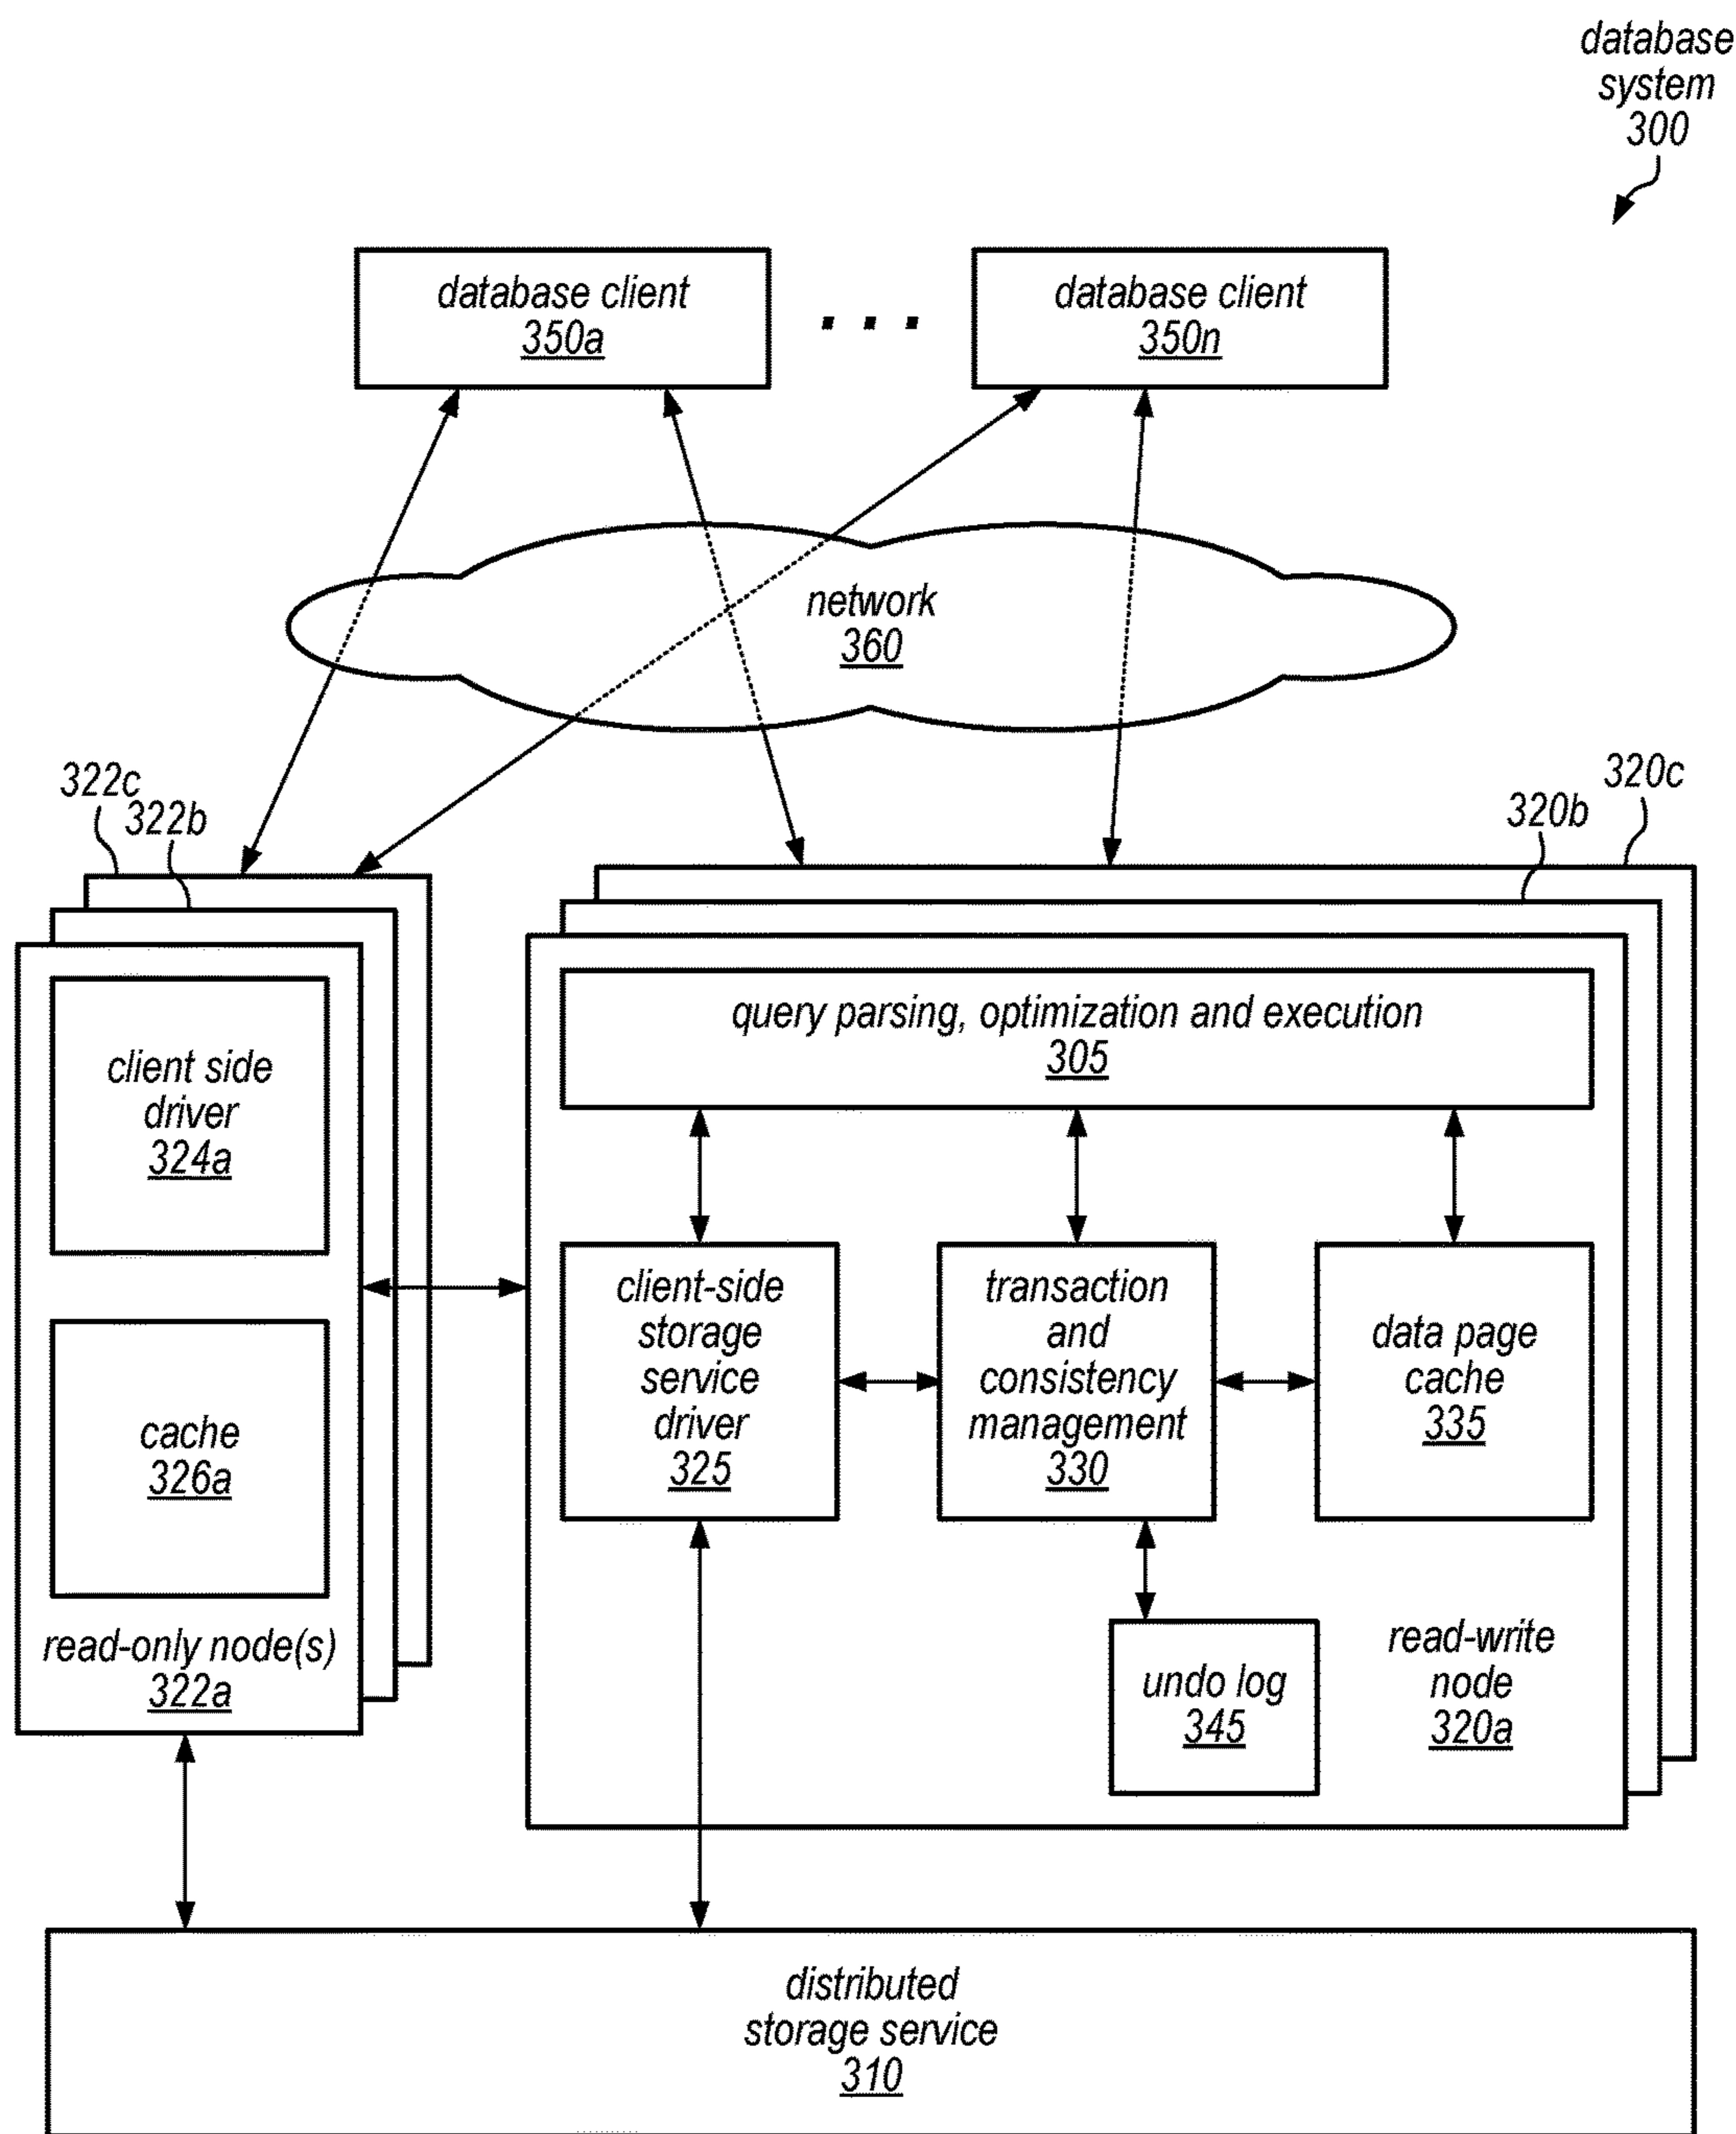 database
system
300
database client
350a
. . .
database client
350n
network
360
322c
322b
320c
320b
query parsing, optimization and execution
305
client side
driver
324a
cache
326a
read-only node(s)
322a
client-side
storage
service
driver
325
transaction
and
consistency
management
330
data page
cache
335
undo log
345
read-write
node
320a
distributed
storage service
310